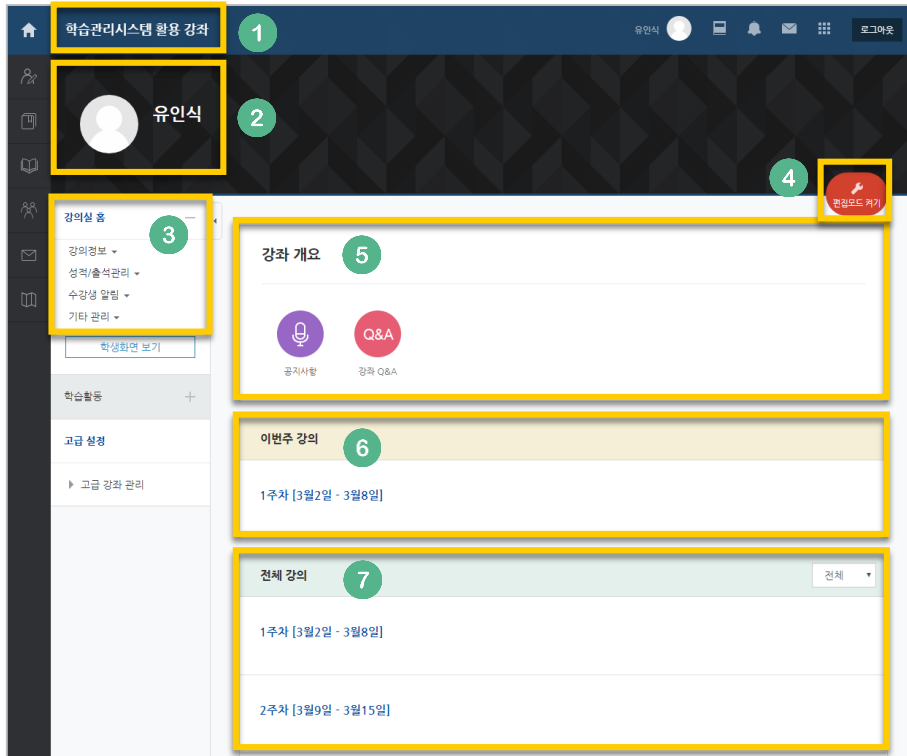 학습관리시스템 활용 강좌
1
유인식
로그아웃
유인식
2
4
편집모드 켜기
강의실 홈
3
강의정보
성적/출석관리
수강생 알림
기타 관리
학생화면 보기
학습활동
고급 설정
고급 강좌 관리
강좌 개요
5
Q&A
공지사항
강좌 Q&A
이번주 강의
6
1주차 [3월2일 - 3월8일]
전체 강의
7
전체
1주차 [3월2일 - 3월8일]
2주차 [3월9일 - 3월15일]